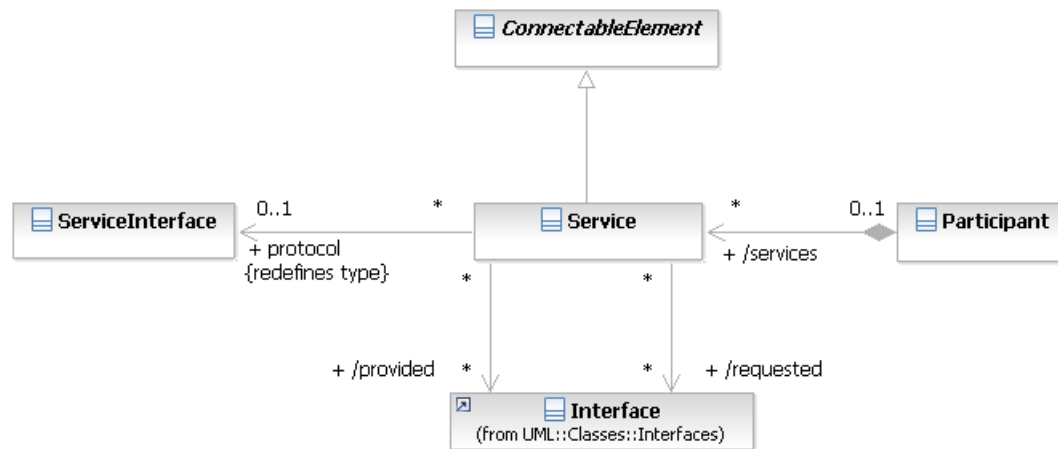 ConnectableElement
0..1
*
*
0..1
ServiceInterface
Service
Participant
+ protocol
{redefines type}
+ /services
*
*
+ /provided
*
*
+ /requested
Interface
(from UML::Classes::Interfaces)